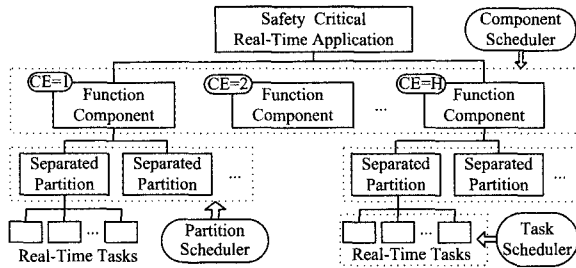 Safety Critical
Real-Time Application
Component
Scheduler
CE=1
Function
Component
CE=2
Function
Component
...
CE=H
Function
Component
Separated
Partition
Separated
Partition
...
Separated
Partition
Separated
Partition
...
...
Real-Time Tasks
Partition
Scheduler
...
Real-Time Tasks
Task
Scheduler